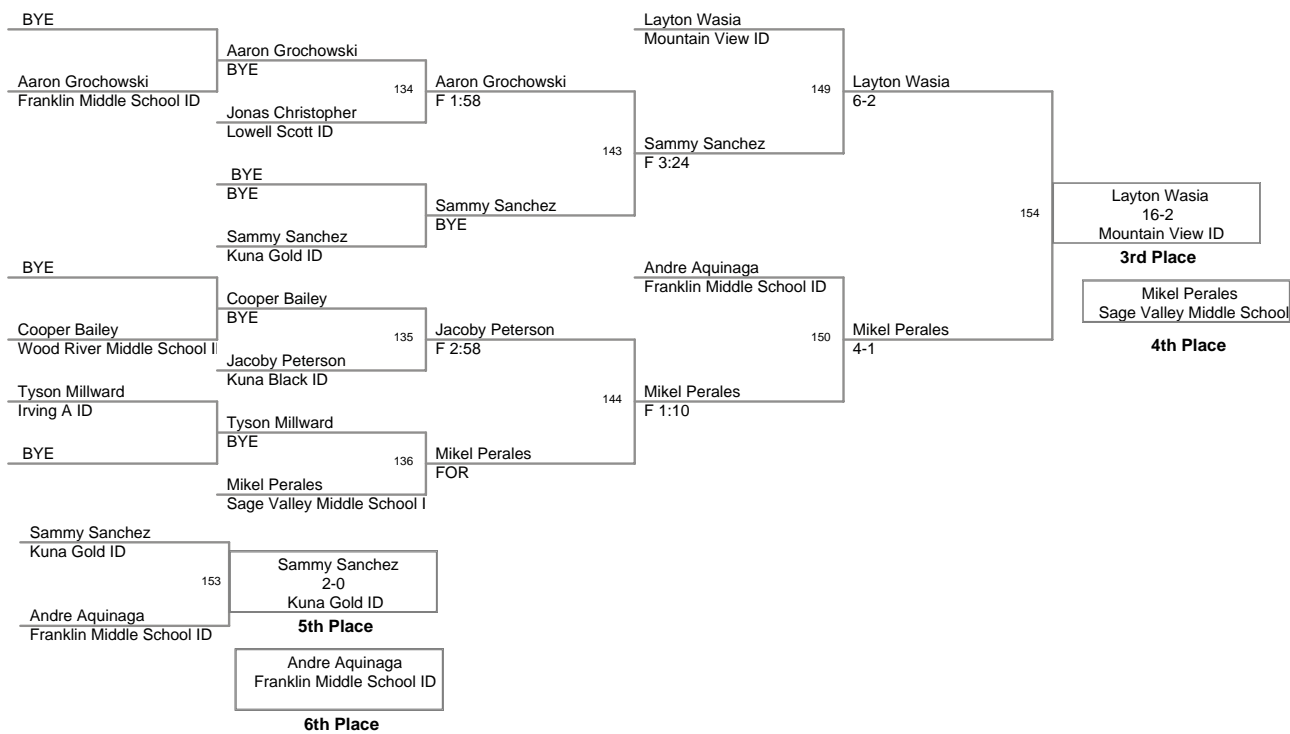 BYE
Aaron Grochowski
Franklin Middle School ID
Aaron Grochowski
BYE
134
Jonas Christopher
Lowell Scott ID
Aaron Grochowski
F 1:58
BYE
BYE
Sammy Sanchez
Kuna Gold ID
Sammy Sanchez
BYE
143
Layton Wasia
Mountain View ID
Sammy Sanchez
F 3:24
149
Layton Wasia
6-2
BYE
Cooper Bailey
Wood River Middle School I
Cooper Bailey
BYE
135
Jacoby Peterson
Kuna Black ID
Jacoby Peterson
F 2:58
Tyson Millward
Irving A ID
BYE
Tyson Millward
BYE
136
Mikel Perales
Sage Valley Middle School I
Mikel Perales
FOR
144
Andre Aquinaga
Franklin Middle School ID
Mikel Perales
F 1:10
150
Mikel Perales
4-1
154
Layton Wasia
16-2
Mountain View ID
3rd Place
Mikel Perales
Sage Valley Middle School
4th Place
Sammy Sanchez
Kuna Gold ID
153
Andre Aquinaga
Franklin Middle School ID
Sammy Sanchez
2-0
Kuna Gold ID
5th Place
Andre Aquinaga
Franklin Middle School ID
6th Place